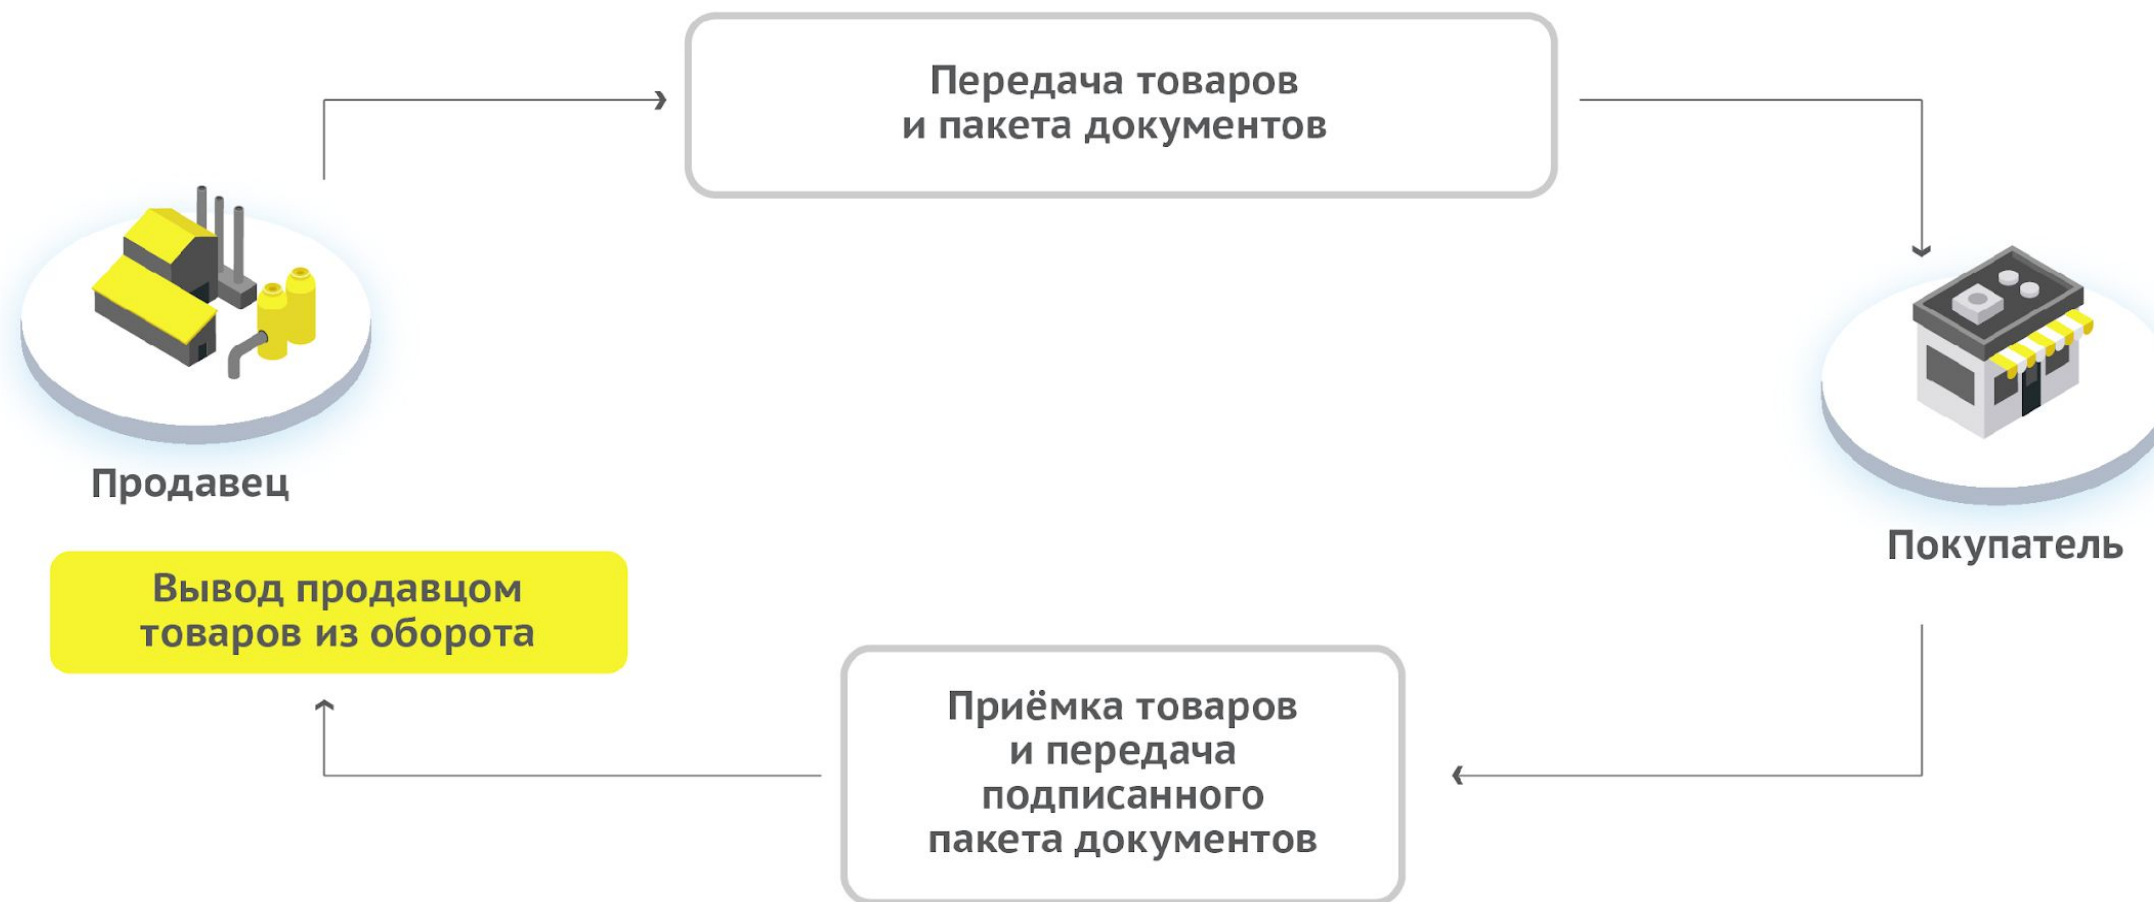 Передача товаров
и пакета документов
Продавец
Покупатель
Вывод продавцом
товаров из оборота
Приёмка товаров
и передача
подписанного
пакета документов